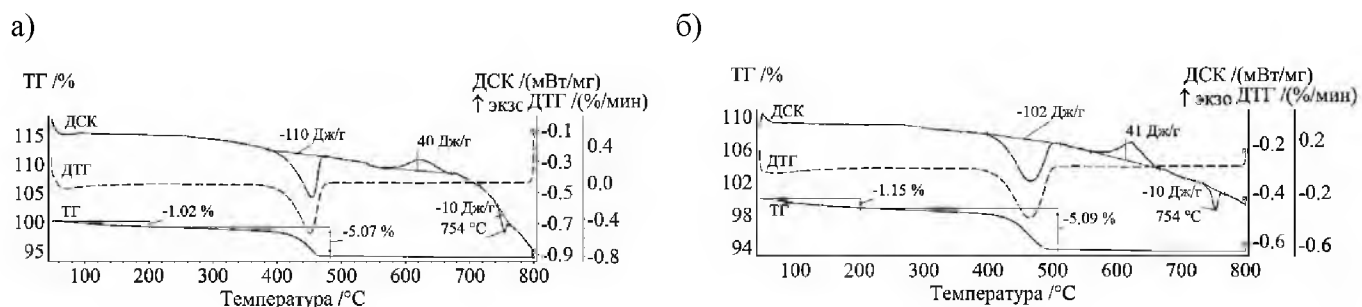 а)
ТГ /%
ДСК /(мВт/мг)
↑ экзо ДТГ /(%/мин)
115
110
105
100
95
ДСК
ДТГ
ТГ
-110 Дж/г
40 Дж/г
-10 Дж/г
754 °C
-1.02 %
-5.07 %
-0.1
-0.3
-0.5
-0.7
-0.9
0.4
0.0
-0.4
-0.8
100 200 300 400 500 600 700 800
Температура /°C
б)
ТГ /%
ДСК /(мВт/мг)
↑ экзо ДТГ /(%/мин)
110
106
102
98
94
ДСК
ДТГ
ТГ
-102 Дж/г
41 Дж/г
-10 Дж/г
754 °C
-1.15 %
-5.09 %
-0.2
-0.4
-0.6
0.2
-0.2
-0.6
100 200 300 400 500 600 700 800
Температура /°C